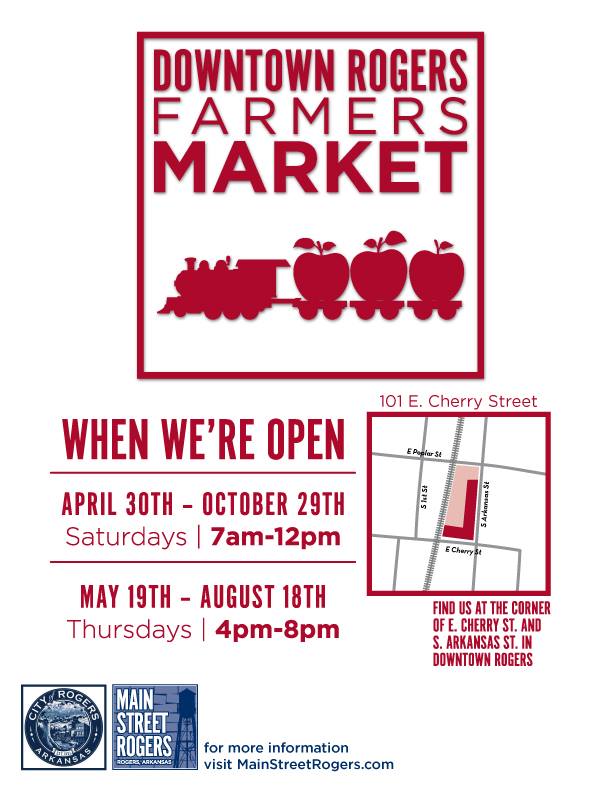 DOWNTOWN ROGERS
FARMERS
MARKET
101 E. Cherry Street
E Poplar St
S 1st St
S Arkansas St
E Cherry St
FIND US AT THE CORNER
OF E. CHERRY ST. AND
S. ARKANSAS ST. IN
DOWNTOWN ROGERS
WHEN WE'RE OPEN
APRIL 30TH – OCTOBER 29TH
Saturdays | 7am-12pm
MAY 19TH – AUGUST 18TH
Thursdays | 4pm-8pm
CITY of ROGERS
ARKANSAS
MAIN
STREET
ROGERS
ROGERS, ARKANSAS
for more information
visit MainStreetRogers.com